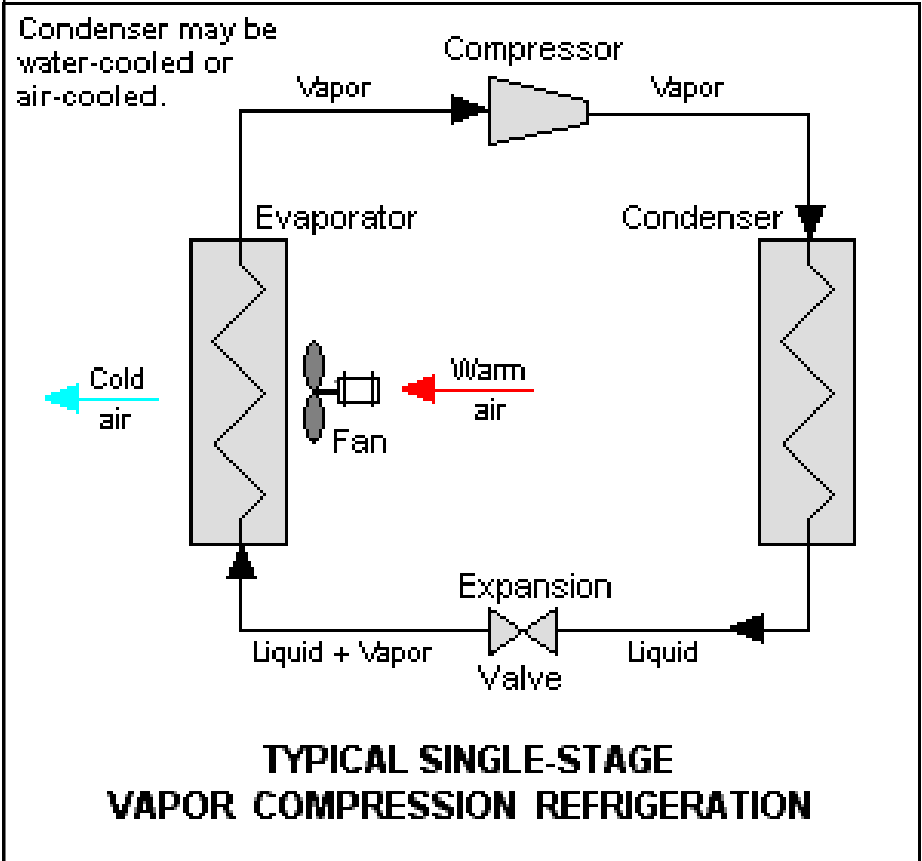 Condenser may be
water-cooled or
air-cooled.
Compressor
Vapor
Vapor
Evaporator
Condenser
Cold
air
Warm
air
Fan
Expansion
Valve
Liquid + Vapor
Liquid
TYPICAL SINGLE-STAGE
VAPOR COMPRESSION REFRIGERATION